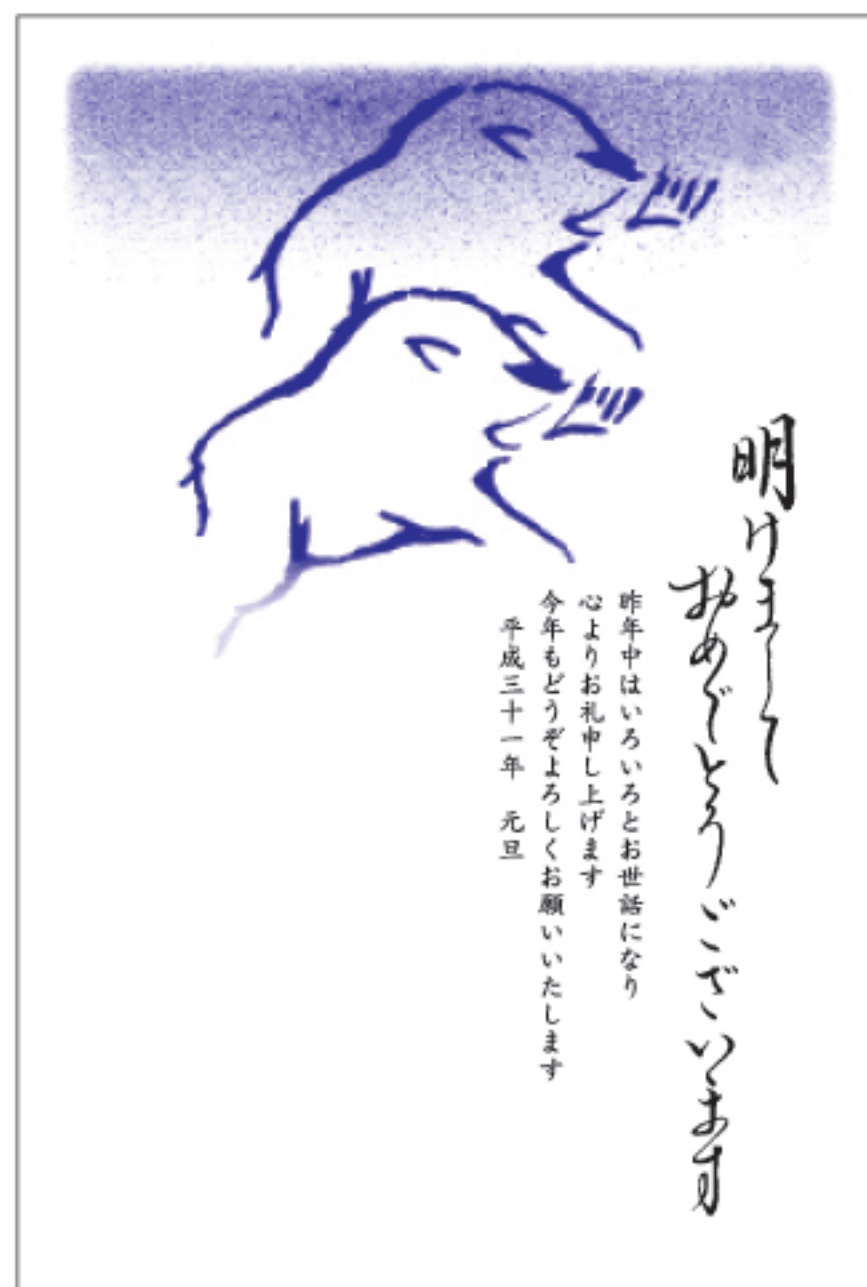 明けまして
おめでとうございます
昨年中はいろいろとお世話になり
心よりお礼申し上げます
今年もどうぞよろしくお願いいたします
平成三十一年　元旦